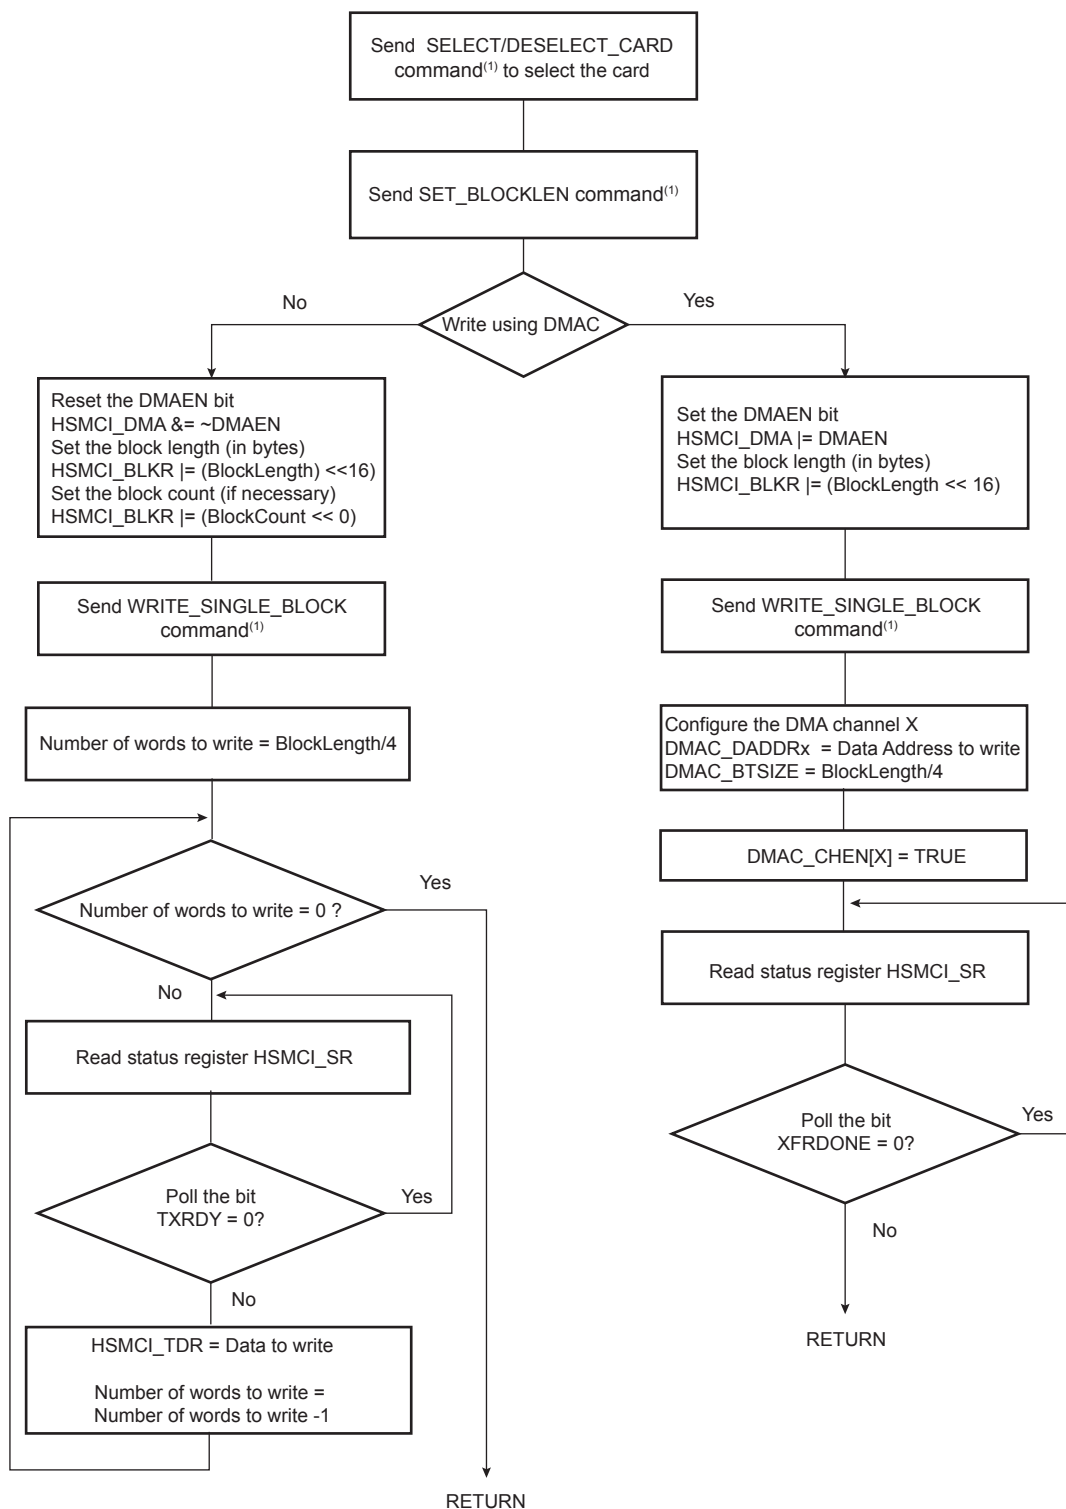 Send SELECT/DESELECT_CARD
command(1) to select the card
Send SET_BLOCKLEN command(1)
No
Yes
Write using DMAC
Reset the DMAEN bit
HSMCI_DMA &= ~DMAEN
Set the block length (in bytes)
HSMCI_BLKR |= (BlockLength) <<16)
Set the block count (if necessary)
HSMCI_BLKR |= (BlockCount << 0)
Send WRITE_SINGLE_BLOCK
command(1)
Number of words to write = BlockLength/4
Number of words to write = 0 ?
Yes
No
Read status register HSMCI_SR
Poll the bit
TXRDY = 0?
Yes
No
HSMCI_TDR = Data to write
Number of words to write =
Number of words to write -1
RETURN
Set the DMAEN bit
HSMCI_DMA |= DMAEN
Set the block length (in bytes)
HSMCI_BLKR |= (BlockLength << 16)
Send WRITE_SINGLE_BLOCK
command(1)
Configure the DMA channel X
DMAC_DADDRx = Data Address to write
DMAC_BTSIZE = BlockLength/4
DMAC_CHEN[X] = TRUE
Read status register HSMCI_SR
Poll the bit
XFRDONE = 0?
Yes
No
RETURN